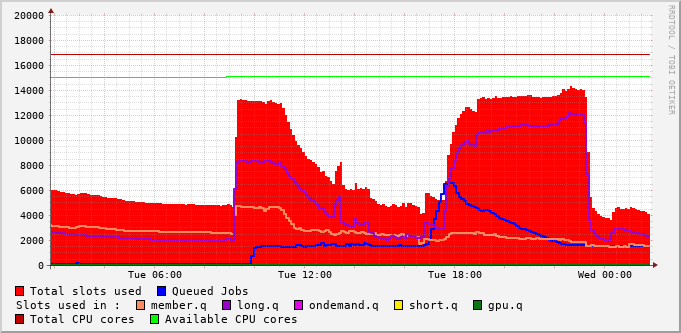 20000
18000
16000
14000
12000
10000
8000
6000
4000
2000
0
Tue 06:00 Tue 12:00 Tue 18:00 Wed 00:00
RRDTOOL / TOBI OETIKER
Total slots used Queued Jobs
Slots used in : member.q long.q ondemand.q short.q gpu.q
Total CPU cores Available CPU cores